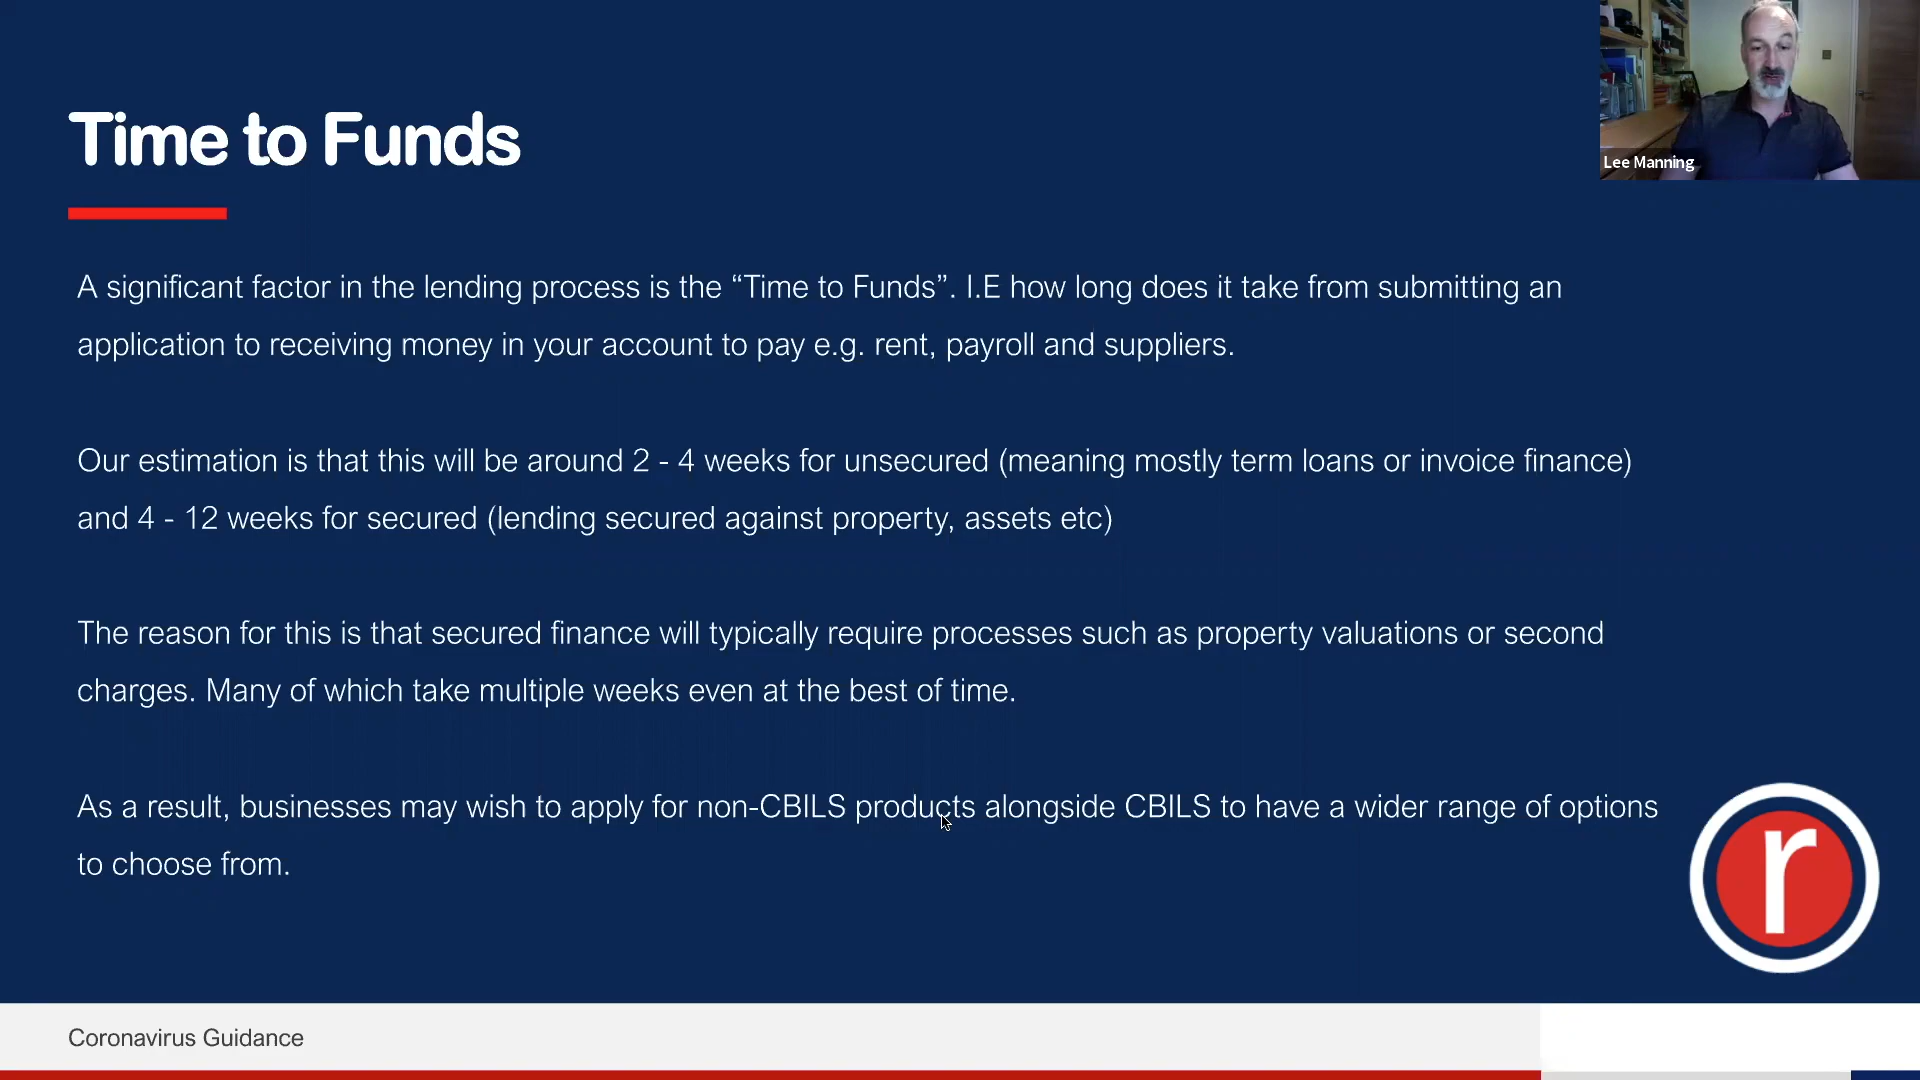 Time to Funds
Lee Manning
A significant factor in the lending process is the “Time to Funds”. I.E how long does it take from submitting an
application to receiving money in your account to pay e.g. rent, payroll and suppliers.
Our estimation is that this will be around 2 - 4 weeks for unsecured (meaning mostly term loans or invoice finance)
and 4 - 12 weeks for secured (lending secured against property, assets etc)
The reason for this is that secured finance will typically require processes such as property valuations or second
charges. Many of which take multiple weeks even at the best of time.
As a result, businesses may wish to apply for non-CBILS products alongside CBILS to have a wider range of options
to choose from.
r
Coronavirus Guidance